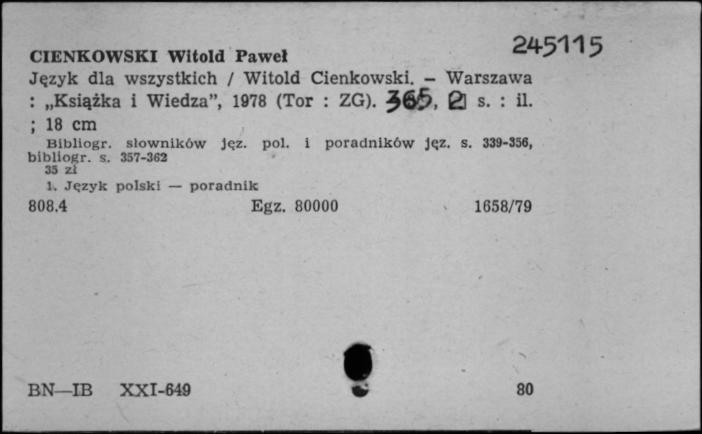 245115
CIENKOWSKI Witold Paweł
Język dla wszystkich / Witold Cienkowski. – Warszawa
: „Książka i Wiedza”, 1978 (Tor : ZG). 365, [2] s. : il.
; 18 cm
Bibliogr. słowników jęz. pol. i poradników jęz. s. 339-356,
bibliogr. s. 357-362
35 zł
1. Język polski — poradnik
808.4 Egz. 80000 1658/79
BN—IB XXI-649 80